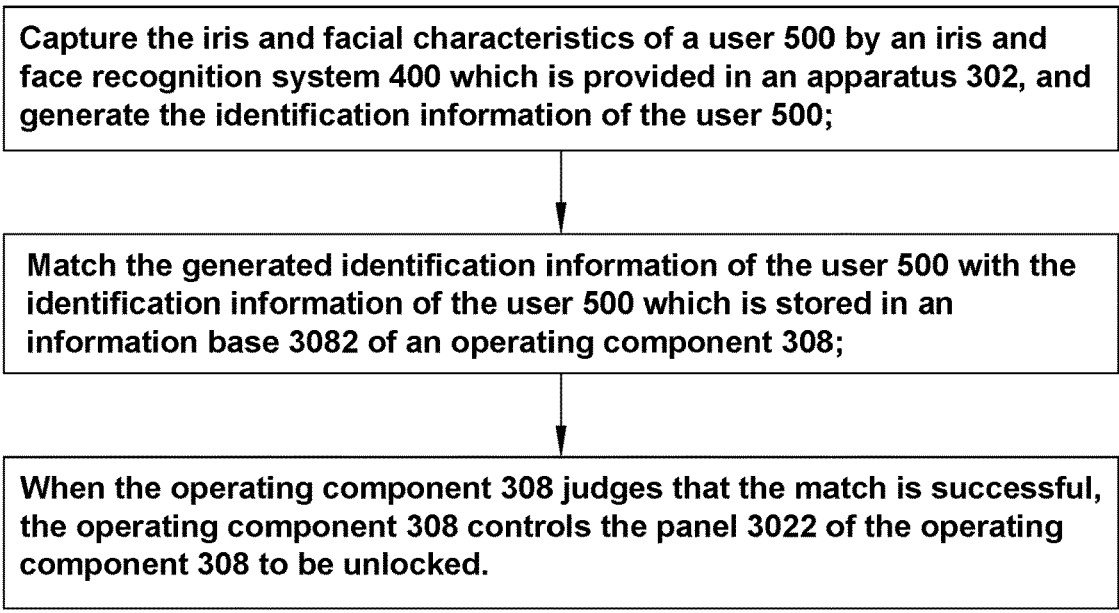 Capture the iris and facial characteristics of a user 500 by an iris and
face recognition system 400 which is provided in an apparatus 302, and
generate the identification information of the user 500;
Match the generated identification information of the user 500 with the
identification information of the user 500 which is stored in an
information base 3082 of an operating component 308;
When the operating component 308 judges that the match is successful,
the operating component 308 controls the panel 3022 of the operating
component 308 to be unlocked.